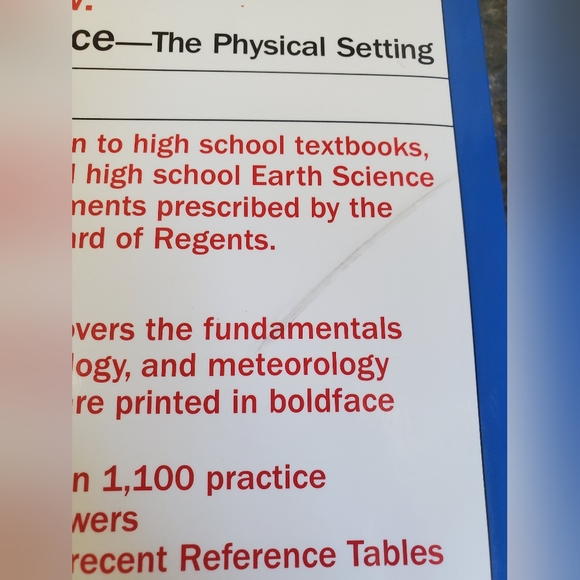 ce—The Physical Setting
n to high school textbooks,
high school Earth Science
ments prescribed by the
ard of Regents.
overs the fundamentals
logy, and meteorology
re printed in boldface
n 1,100 practice
wers
recent Reference Tables